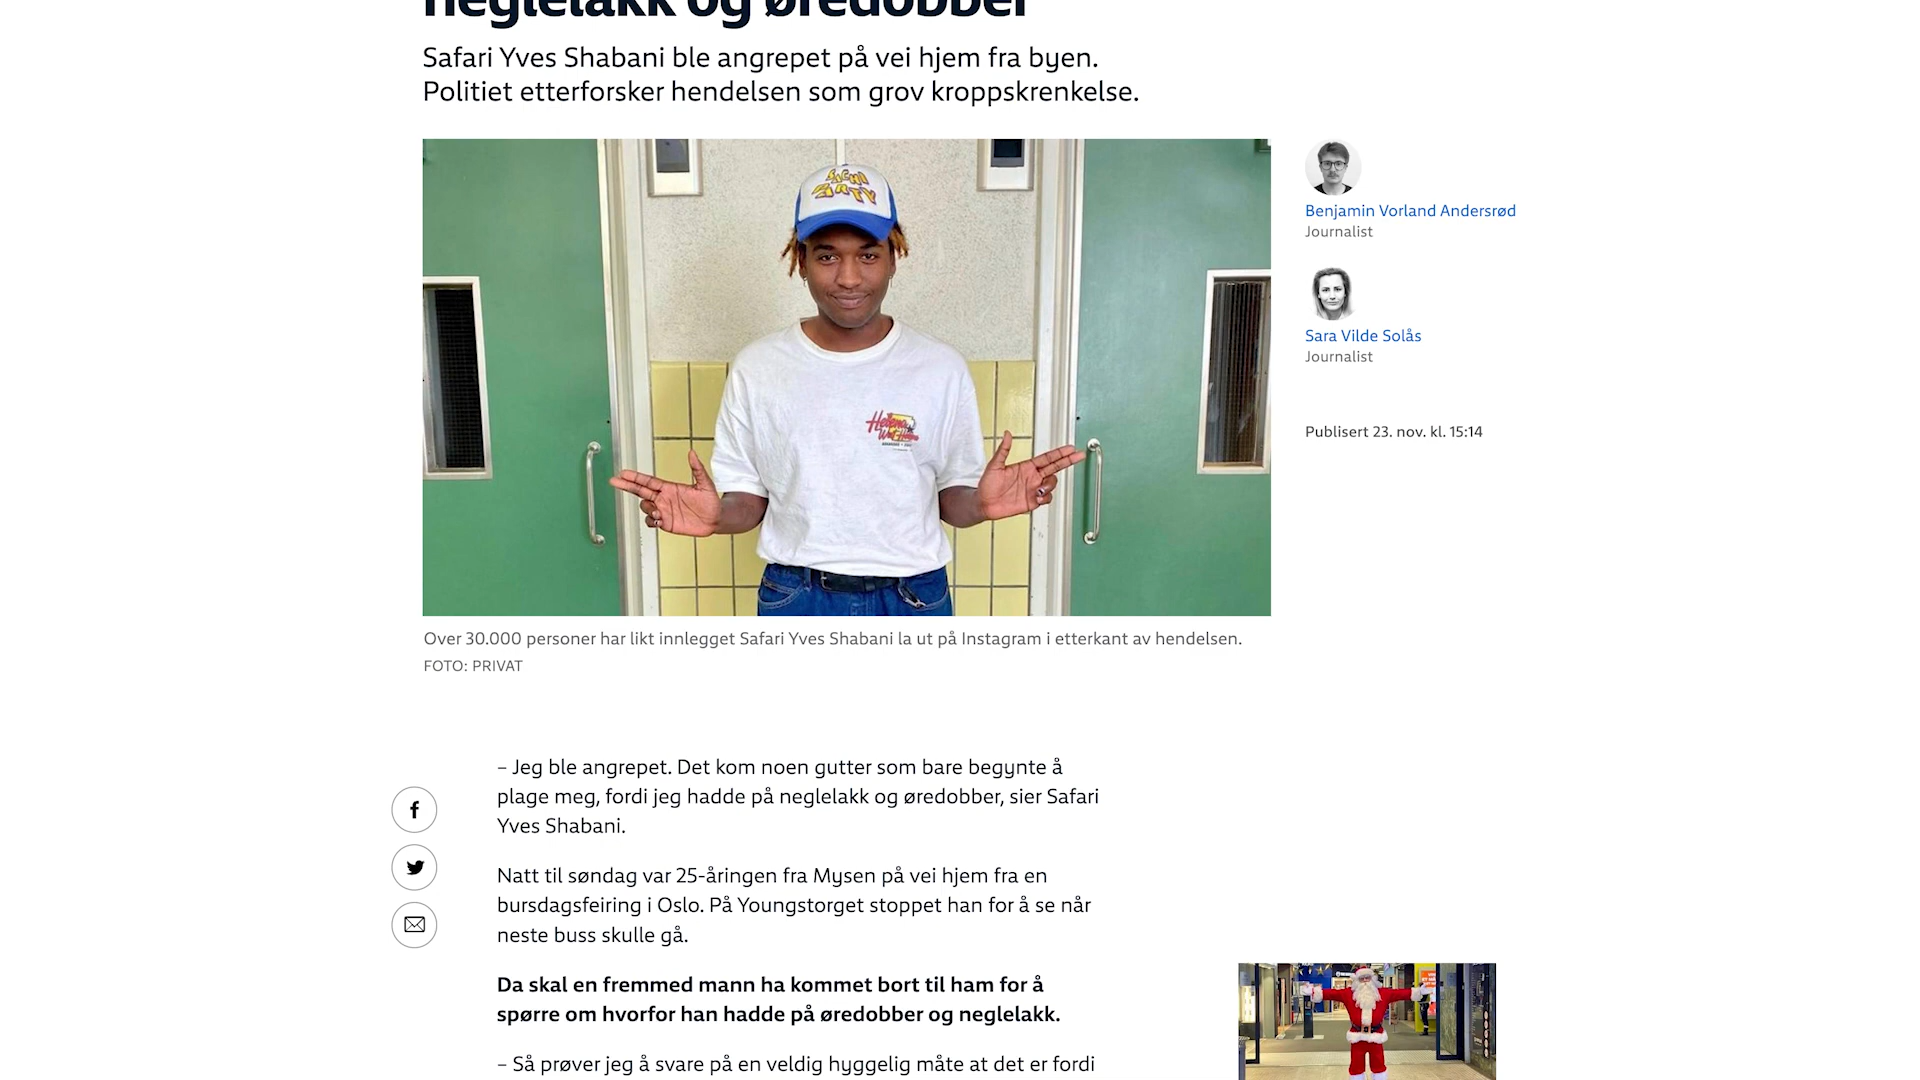 neglelakk og øredobber
Safari Yves Shabani ble angrepet på vei hjem fra byen.
Politiet etterforsker hendelsen som grov kroppskrenkelse.
Benjamin Vorland Andersrød
Journalist
Sara Vilde Solås
Journalist
Publisert 23. nov. kl. 15:14
Over 30.000 personer har likt innlegget Safari Yves Shabani la ut på Instagram i etterkant av hendelsen.
FOTO: PRIVAT
– Jeg ble angrepet. Det kom noen gutter som bare begynte å
plage meg, fordi jeg hadde på neglelakk og øredobber, sier Safari
Yves Shabani.
Natt til søndag var 25-åringen fra Mysen på vei hjem fra en
bursdagsfeiring i Oslo. På Youngstorget stoppet han for å se når
neste buss skulle gå.
Da skal en fremmed mann ha kommet bort til ham for å
spørre om hvorfor han hadde på øredobber og neglelakk.
– Så prøver jeg å svare på en veldig hyggelig måte at det er fordi